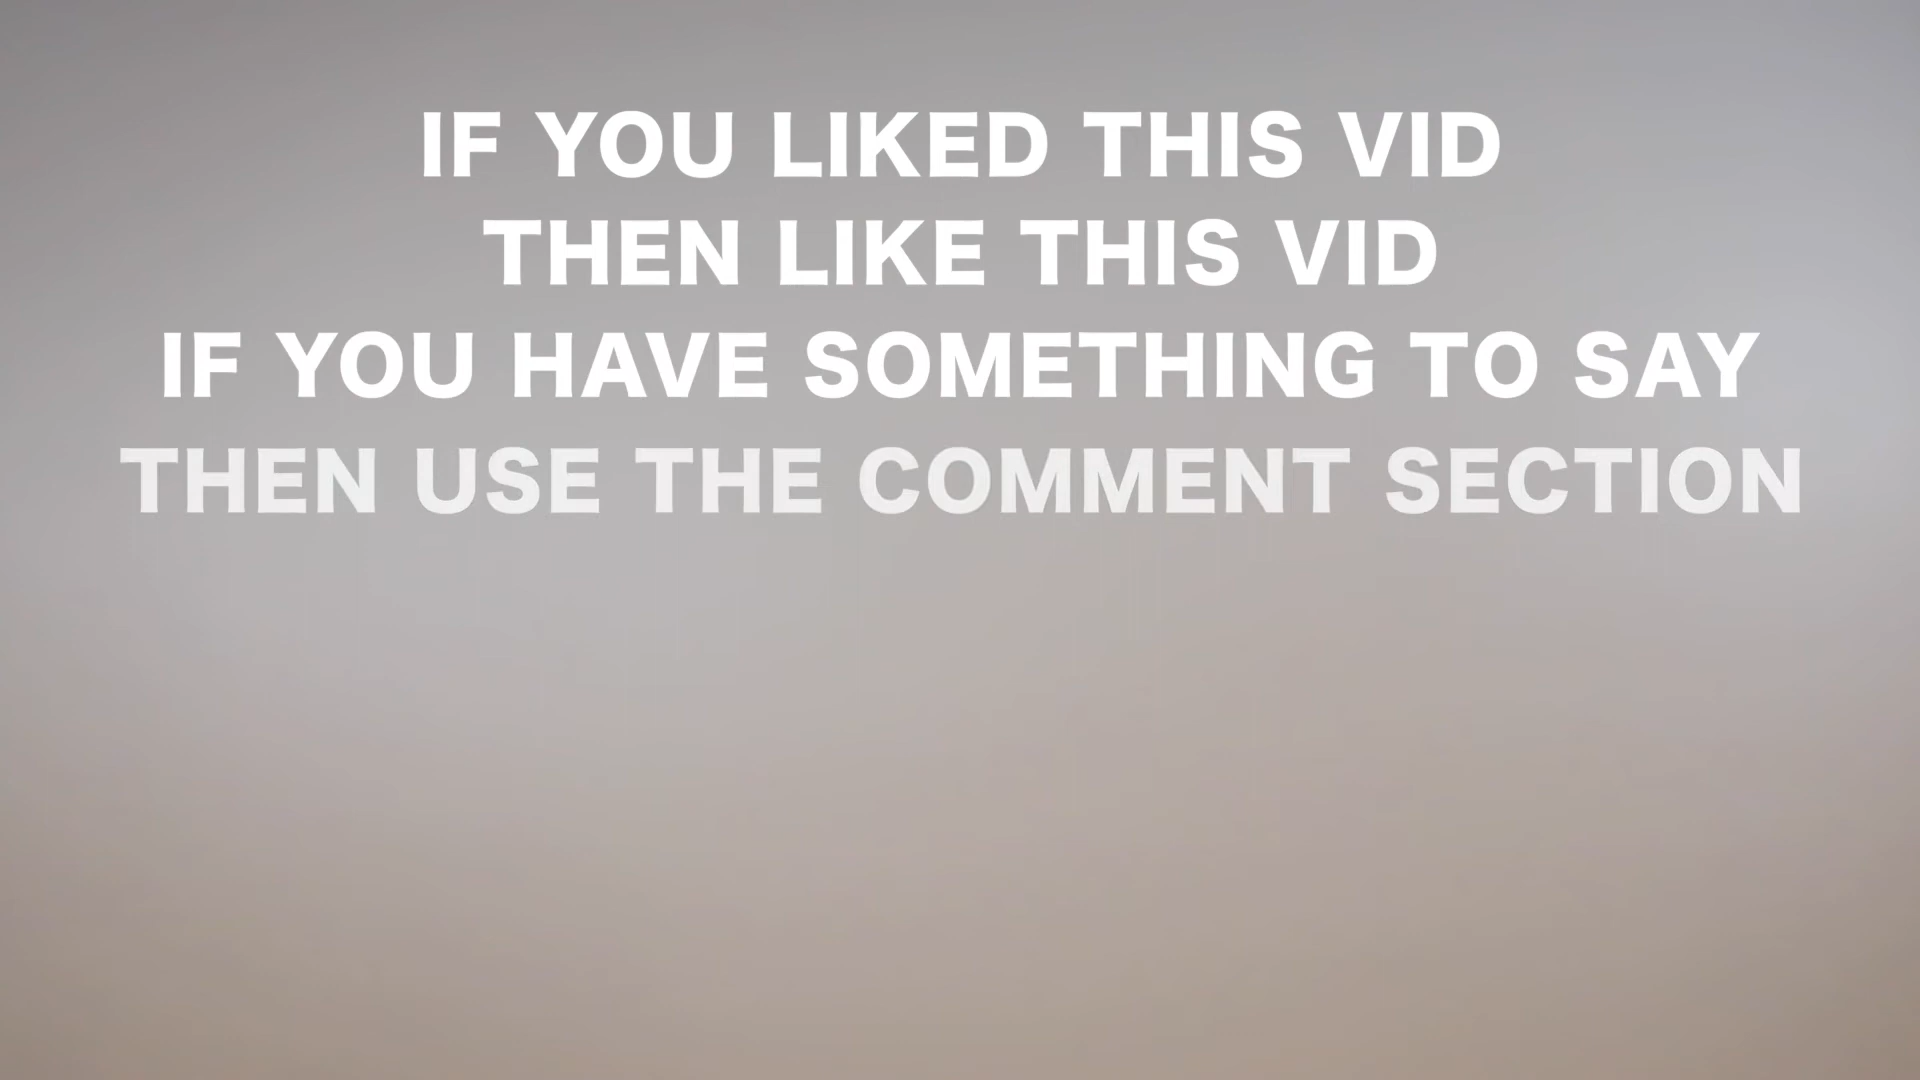 IF YOU LIKED THIS VID
THEN LIKE THIS VID
IF YOU HAVE SOMETHING TO SAY
THEN USE THE COMMENT SECTION